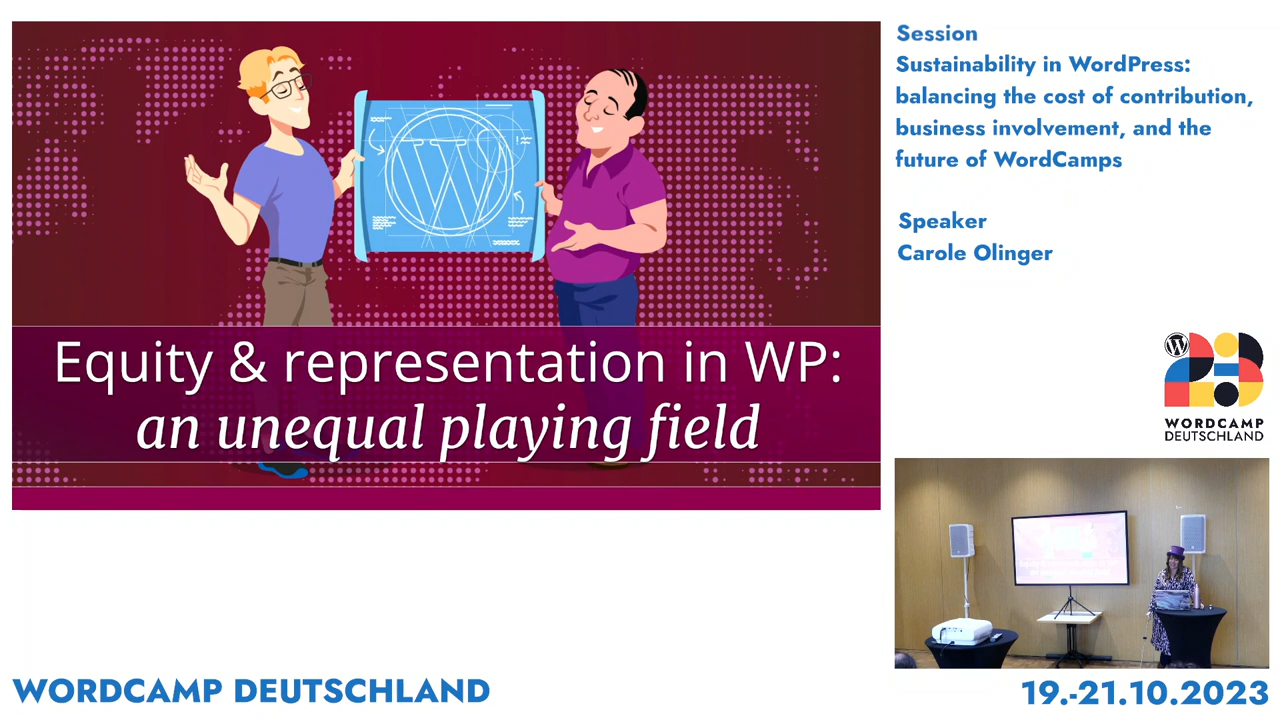 Equity & representation in WP:
an unequal playing field
Session
Sustainability in WordPress:
balancing the cost of contribution,
business involvement, and the
future of WordCamps
Speaker
Carole Olinger
W
WORDCAMP
DEUTSCHLAND
WORDCAMP DEUTSCHLAND
19.-21.10.2023